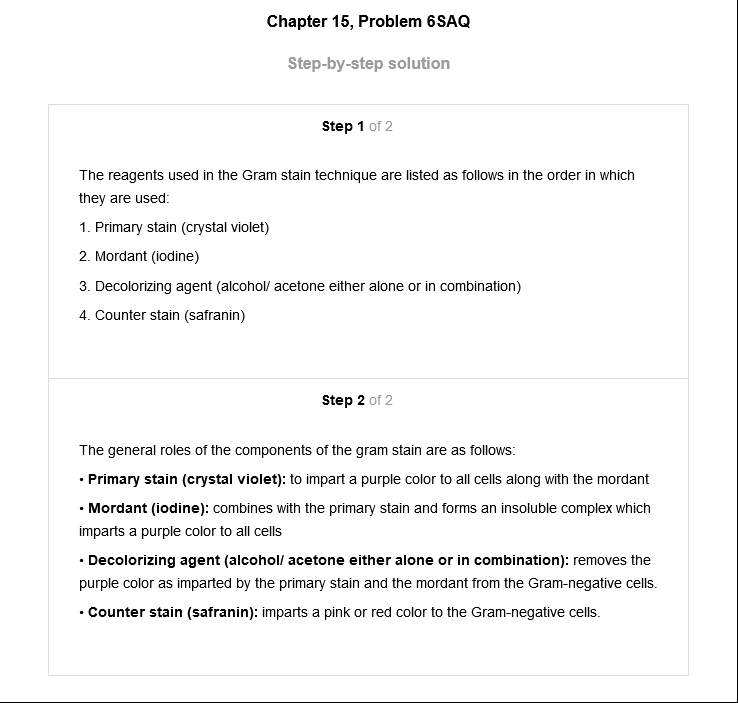 Chapter 15, Problem 6SAQ
Step-by-step solution
Step 1 of 2
The reagents used in the Gram stain technique are listed as follows in the order in which
they are used:
1. Primary stain (crystal violet)
2. Mordant (iodine)
3. Decolorizing agent (alcohol/ acetone either alone or in combination)
4. Counter stain (safranin)
Step 2 of 2
The general roles of the components of the gram stain are as follows:
• Primary stain (crystal violet): to impart a purple color to all cells along with the mordant
• Mordant (iodine): combines with the primary stain and forms an insoluble complex which
imparts a purple color to all cells
• Decolorizing agent (alcohol/ acetone either alone or in combination): removes the
purple color as imparted by the primary stain and the mordant from the Gram-negative cells.
• Counter stain (safranin): imparts a pink or red color to the Gram-negative cells.